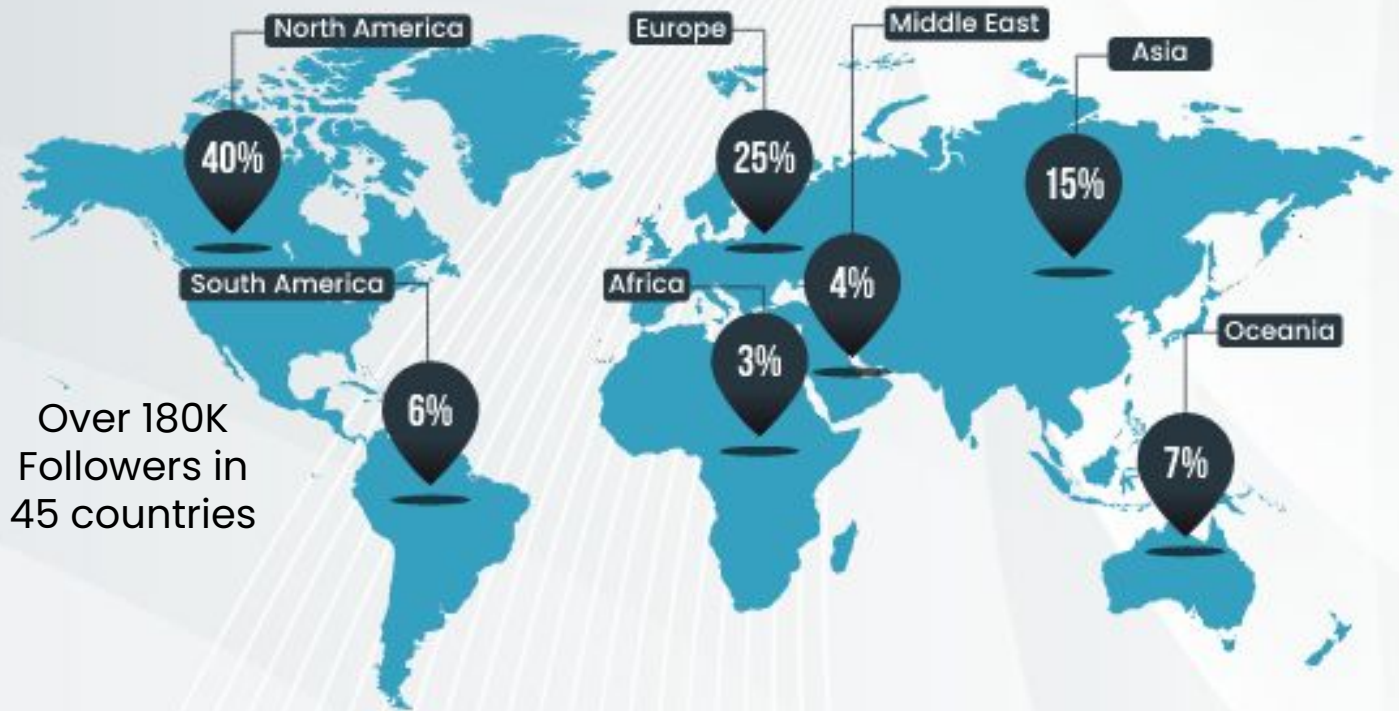 North America
Europe
Middle East
Asia
40%
25%
15%
South America
Africa
4%
Oceania
3%
6%
7%
Over 180K
Followers in
45 countries